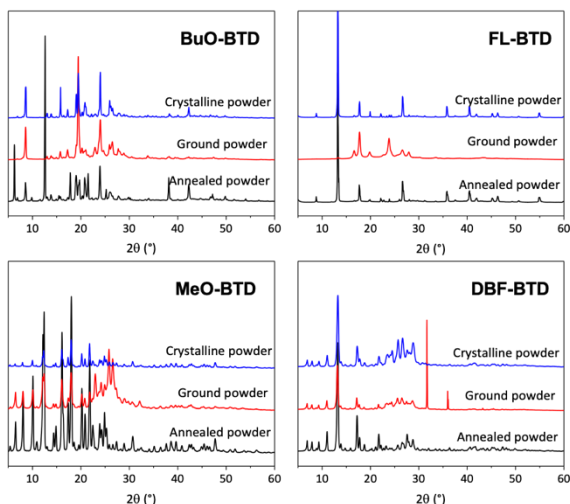 BuO-BTD
Crystalline powder
Ground powder
Annealed powder
10 20 30 40 50 60
2θ (°)
FL-BTD
Crystalline powder
Ground powder
Annealed powder
10 20 30 40 50 60
2θ (°)
MeO-BTD
Crystalline powder
Ground powder
Annealed powder
10 20 30 40 50 60
2θ (°)
DBF-BTD
Crystalline powder
Ground powder
Annealed powder
10 20 30 40 50 60
2θ (°)